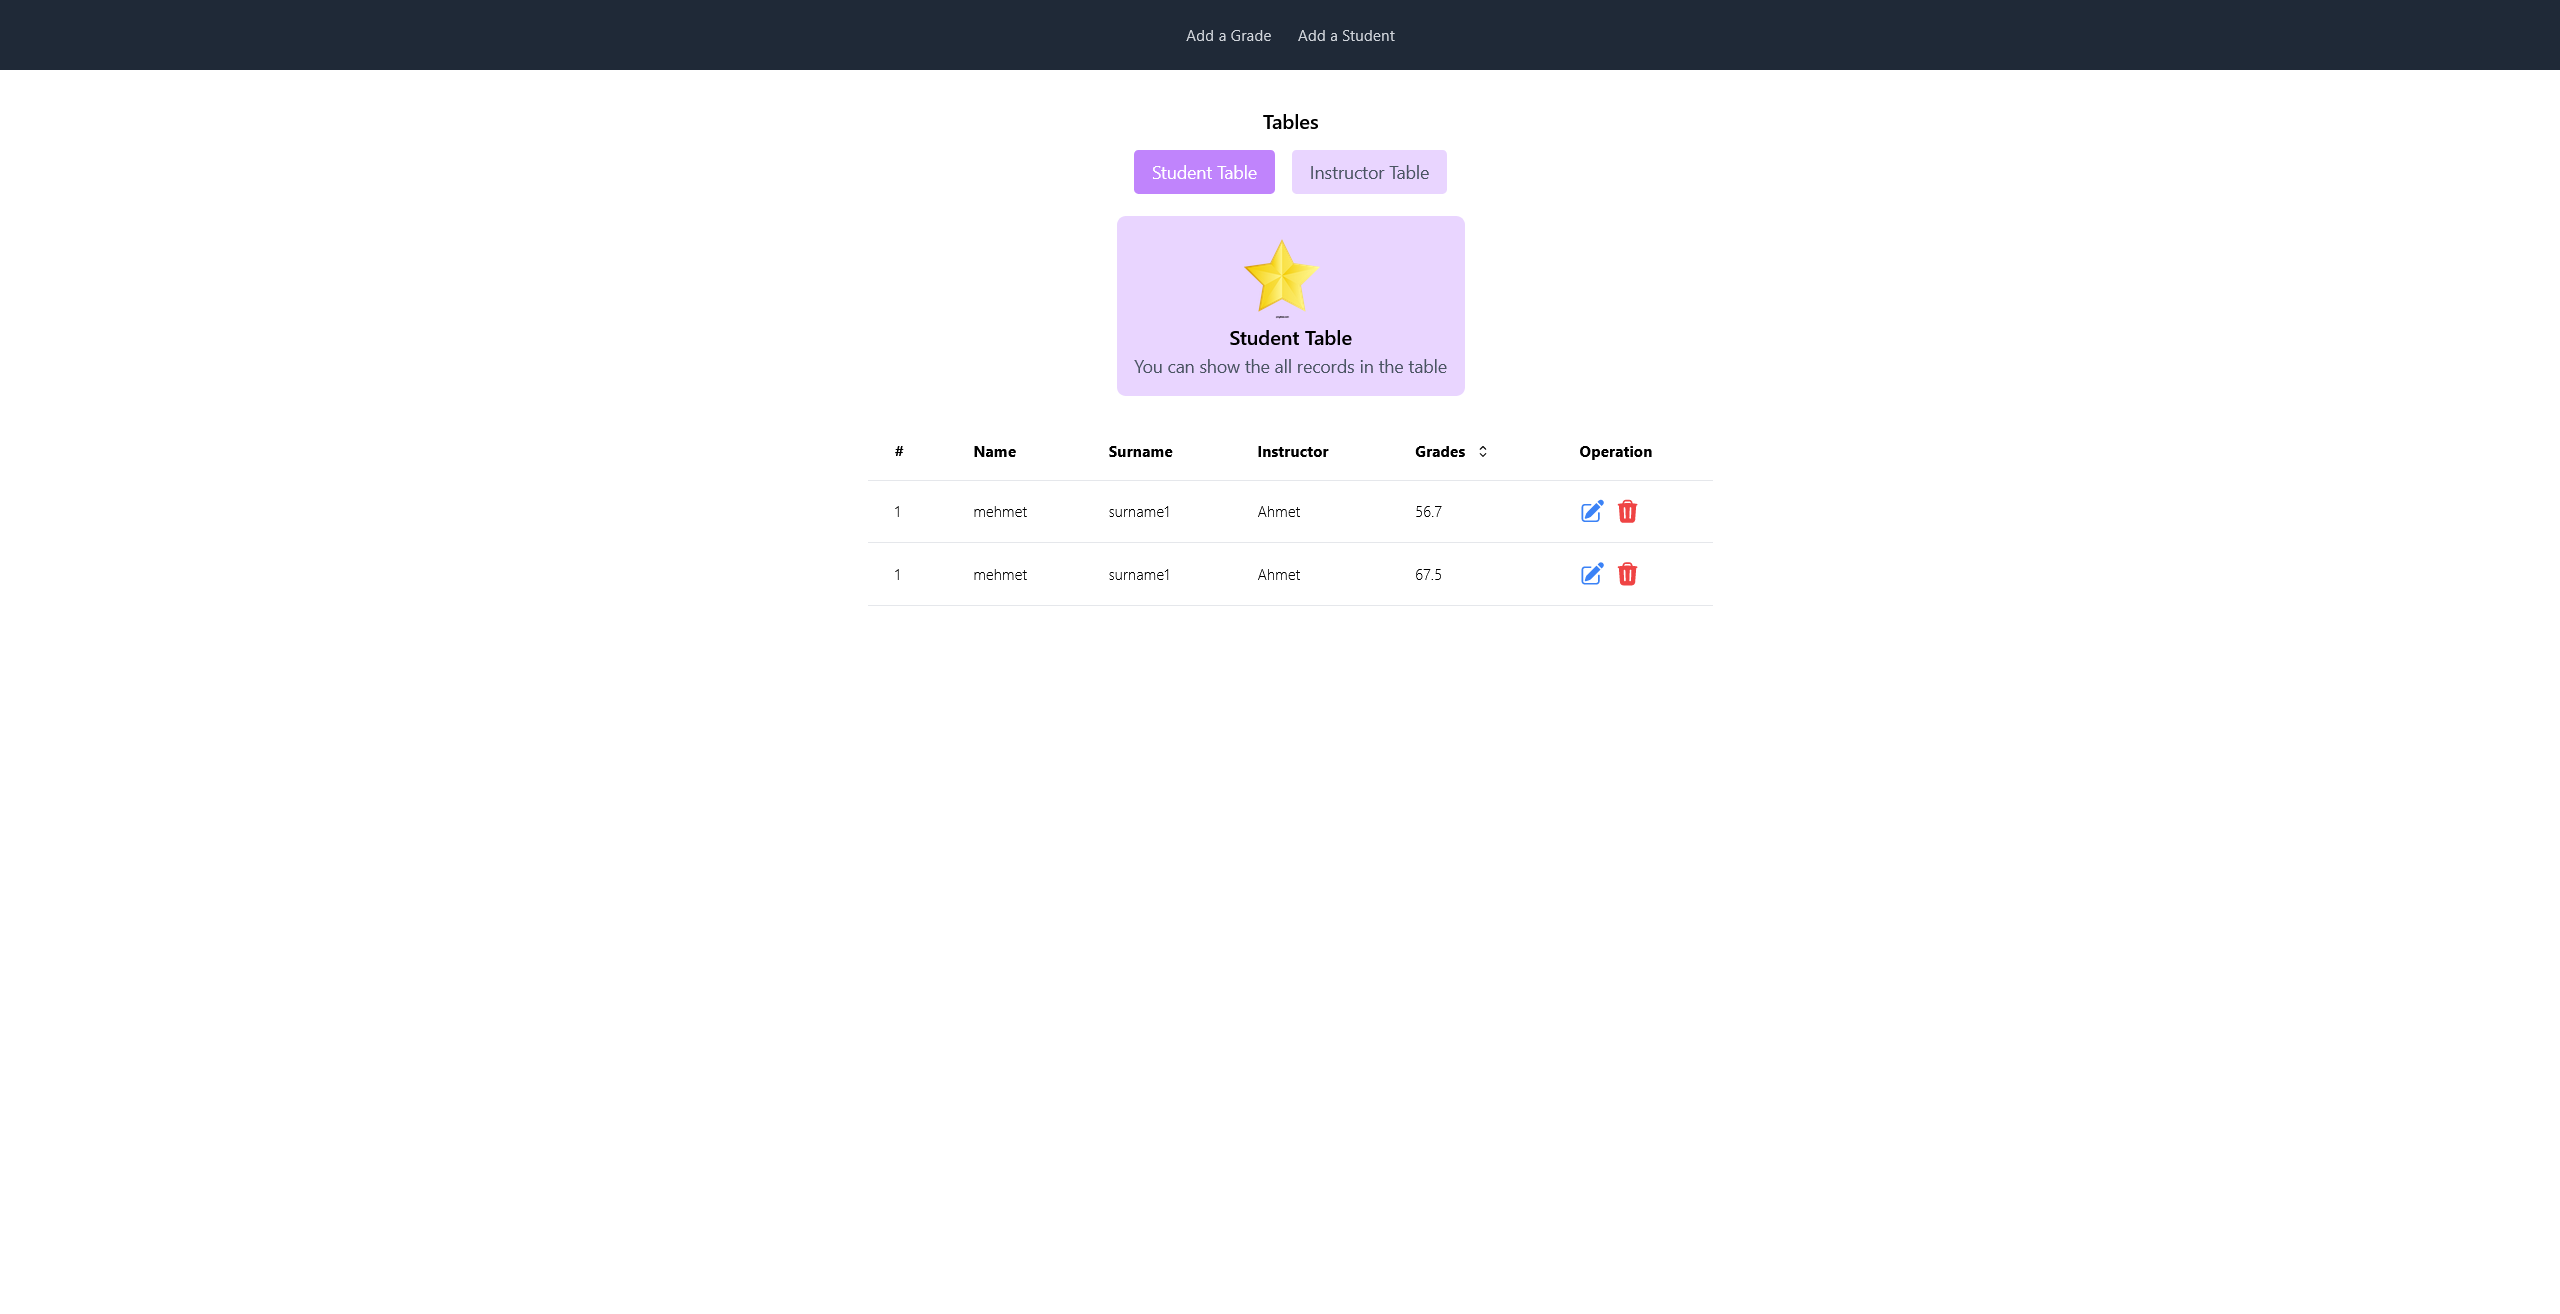 Add a Grade Add a Student
Tables
Student Table Instructor Table
Student Table
You can show the all records in the table
# Name Surname Instructor Grades Operation
1 mehmet surname1 Ahmet 56.7
1 mehmet surname1 Ahmet 67.5